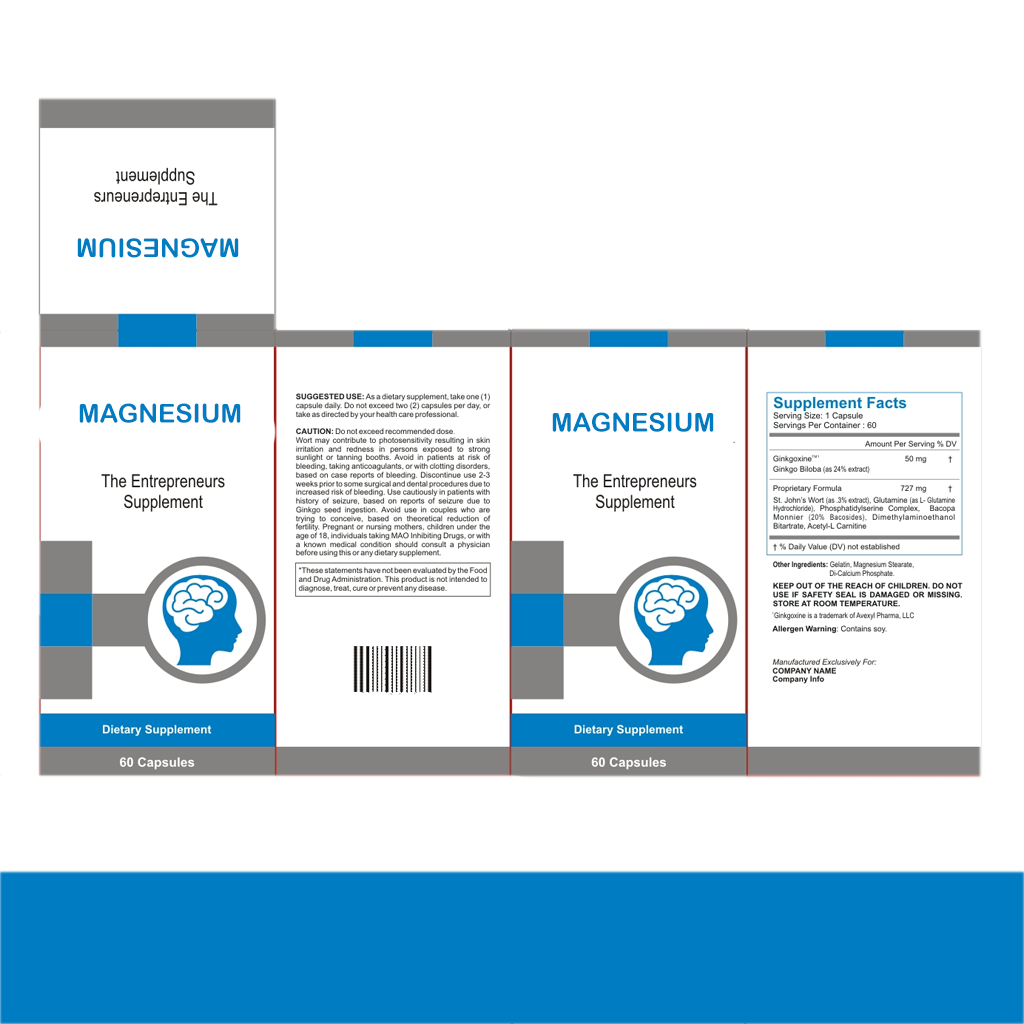 The Entrepreneurs
Supplement
MAGNESIUM
MAGNESIUM
The Entrepreneurs
Supplement
Dietary Supplement
60 Capsules
SUGGESTED USE: As a dietary supplement, take one (1)
capsule daily. Do not exceed two (2) capsules per day, or
take as directed by your health care professional.
CAUTION: Do not exceed recommended dose.
Wort may contribute to photosensitivity resulting in skin
irritation and redness in persons exposed to strong
sunlight or tanning booths. Avoid in patients at risk of
bleeding, taking anticoagulants, or with clotting disorders,
based on case reports of bleeding. Discontinue use 2-3
weeks prior to some surgical and dental procedures due to
increased risk of bleeding. Use cautiously in patients with
history of seizure, based on reports of seizure due to
Ginkgo seed ingestion. Avoid use in couples who are
trying to conceive, based on theoretical reduction of
fertility. Pregnant or nursing mothers, children under the
age of 18, individuals taking MAO Inhibiting Drugs, or with
a known medical condition should consult a physician
before using this or any dietary supplement.
*These statements have not been evaluated by the Food
and Drug Administration. This product is not intended to
diagnose, treat, cure or prevent any disease.
MAGNESIUM
The Entrepreneurs
Supplement
Dietary Supplement
60 Capsules
Supplement Facts
Serving Size: 1 Capsule
Servings Per Container : 60
Amount Per Serving % DV
Ginkgoxine™¹ 50 mg †
Ginkgo Biloba (as 24% extract)
Proprietary Formula 727 mg †
St. John's Wort (as .3% extract), Glutamine (as L- Glutamine
Hydrochloride), Phosphatidylserine Complex, Bacopa
Monnier (20% Bacosides), Dimethylaminoethanol
Bitartrate, Acetyl-L Carnitine
† % Daily Value (DV) not established
Other Ingredients: Gelatin, Magnesium Stearate,
Di-Calcium Phosphate.
KEEP OUT OF THE REACH OF CHILDREN. DO NOT
USE IF SAFETY SEAL IS DAMAGED OR MISSING.
STORE AT ROOM TEMPERATURE.
¹Ginkgoxine is a trademark of Avexyl Pharma, LLC
Allergen Warning: Contains soy.
Manufactured Exclusively For:
COMPANY NAME
Company Info